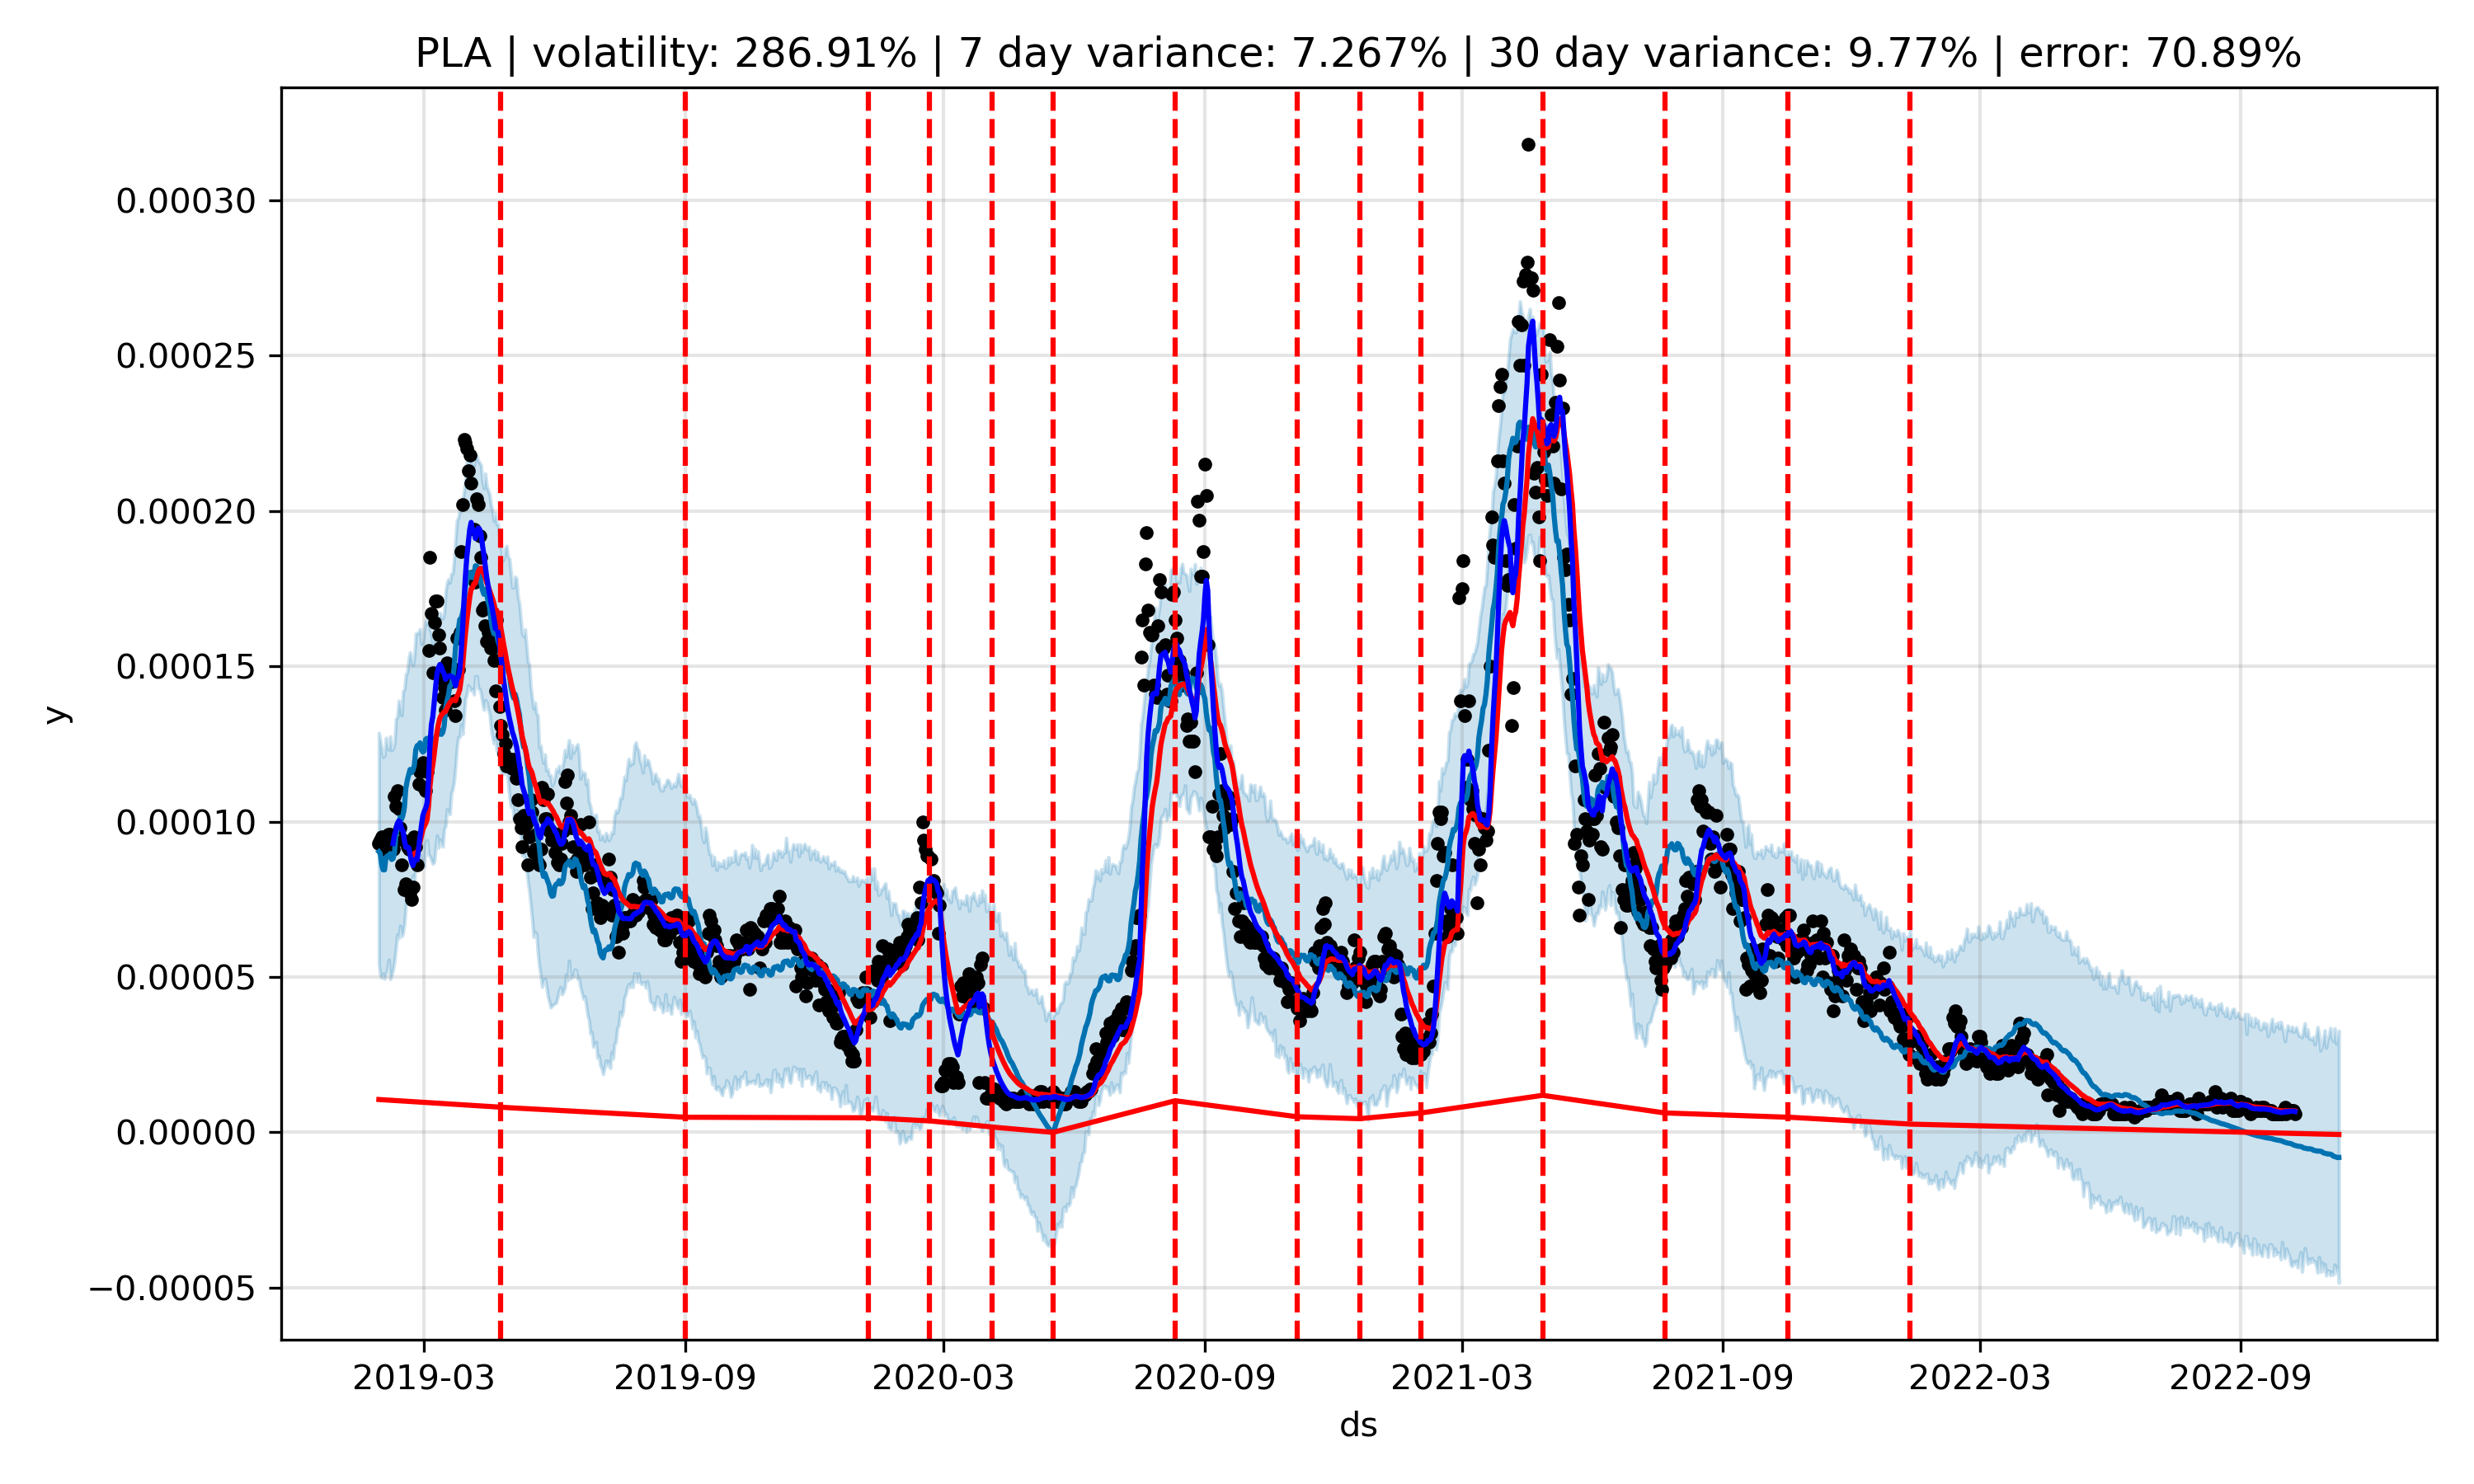 PLA | volatility: 286.91% | 7 day variance: 7.267% | 30 day variance: 9.77% | error: 70.89%
y
0.00030
0.00025
0.00020
0.00015
0.00010
0.00005
0.00000
−0.00005
2019-03 2019-09 2020-03 2020-09 2021-03 2021-09 2022-03 2022-09
ds